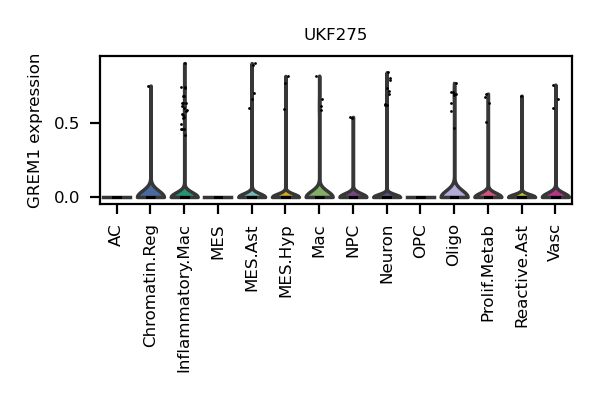 UKF275
GREM1 expression
0.5
0.0
AC
Chromatin.Reg
Inflammatory.Mac
MES
MES.Ast
MES.Hyp
Mac
NPC
Neuron
OPC
Oligo
Prolif.Metab
Reactive.Ast
Vasc